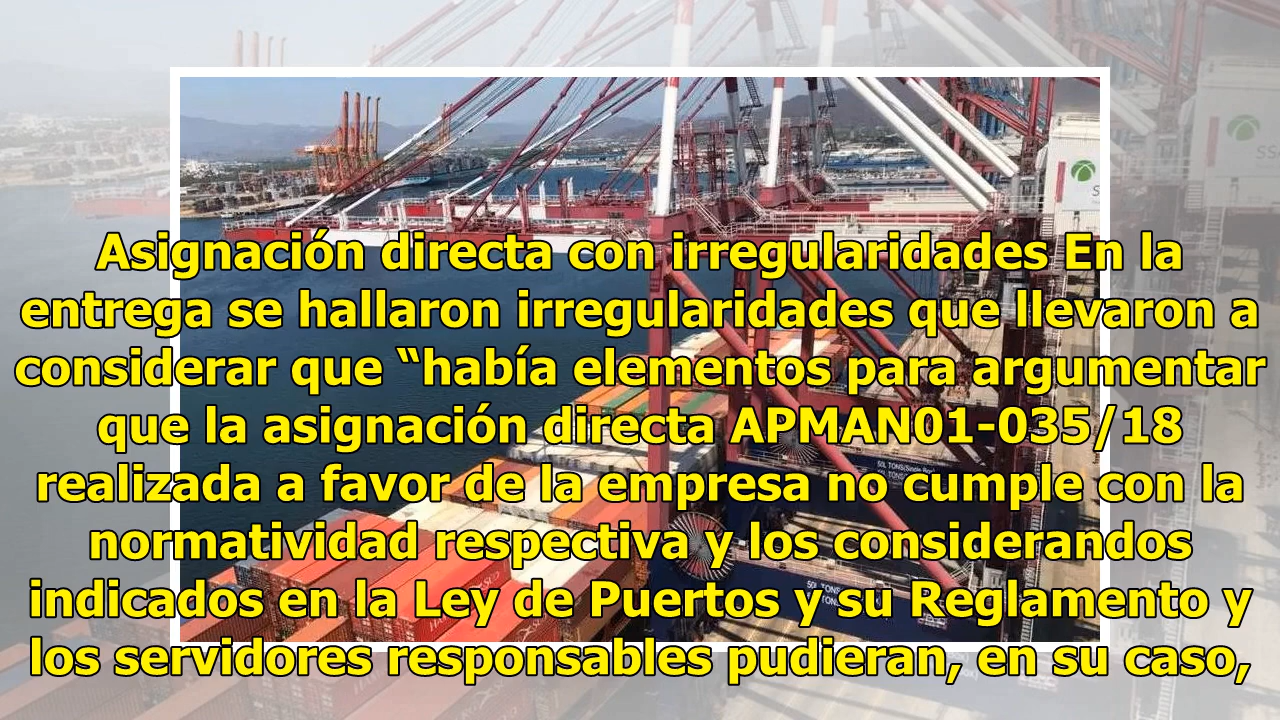 Asignación directa con irregularidades En la
entrega se hallaron irregularidades que llevaron a
considerar que “había elementos para argumentar
que la asignación directa APMAN01-035/18
realizada a favor de la empresa no cumple con la
normatividad respectiva y los considerandos
indicados en la Ley de Puertos y su Reglamento y
los servidores responsables pudieran, en su caso,